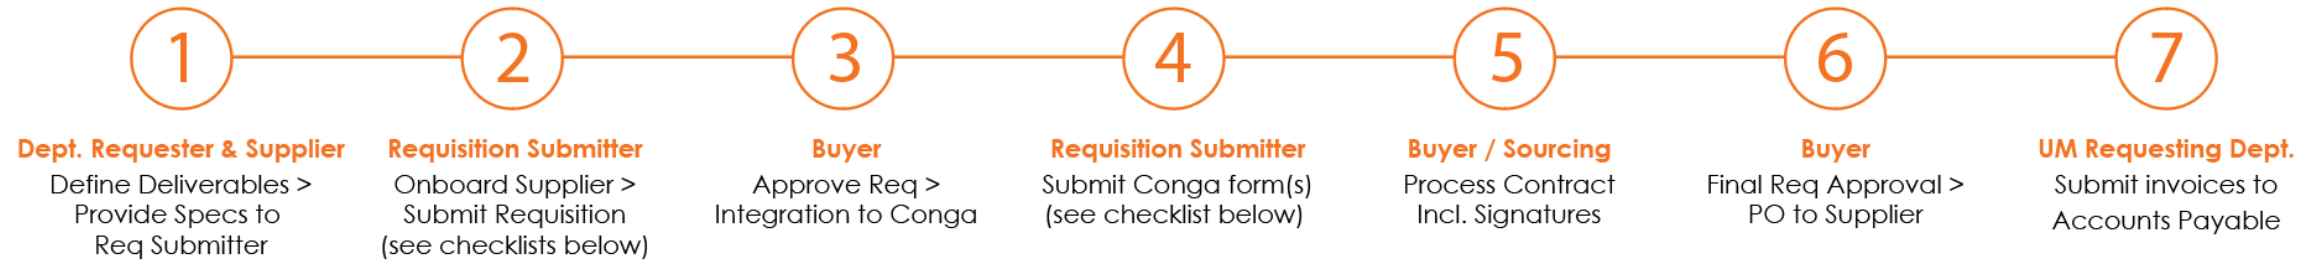 1
2
3
4
5
6
7
Dept. Requester & Supplier
Define Deliverables >
Provide Specs to
Req Submitter
Requisition Submitter
Onboard Supplier >
Submit Requisition
(see checklists below)
Buyer
Approve Req >
Integration to Conga
Requisition Submitter
Submit Conga form(s)
(see checklist below)
Buyer / Sourcing
Process Contract
Incl. Signatures
Buyer
Final Req Approval >
PO to Supplier
UM Requesting Dept.
Submit invoices to
Accounts Payable